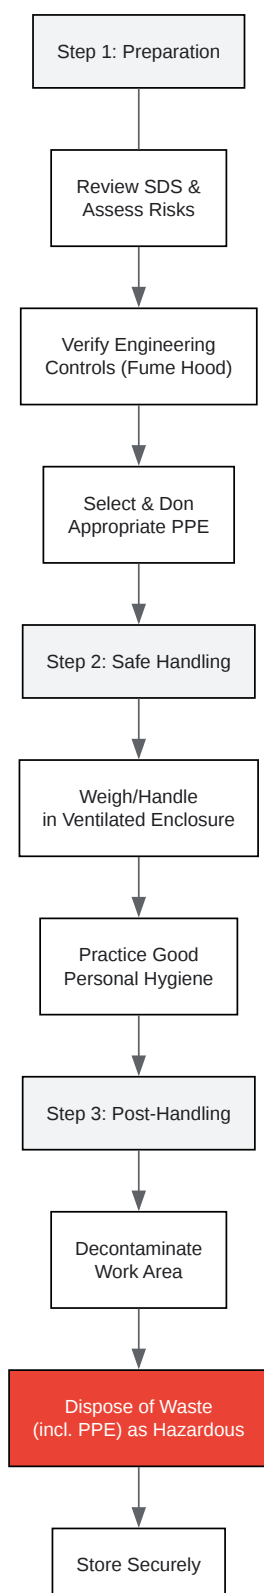 Step 1: Preparation
Review SDS &
Assess Risks
Verify Engineering
Controls (Fume Hood)
Select & Don
Appropriate PPE
Step 2: Safe Handling
Weigh/Handle
in Ventilated Enclosure
Practice Good
Personal Hygiene
Step 3: Post-Handling
Decontaminate
Work Area
Dispose of Waste
(incl. PPE) as Hazardous
Store Securely